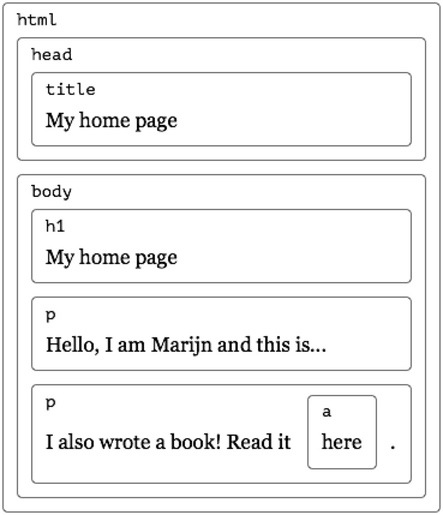 html
head
title
My home page
body
h1
My home page
p
Hello, I am Marijn and this is...
p
a
I also wrote a book! Read it here .